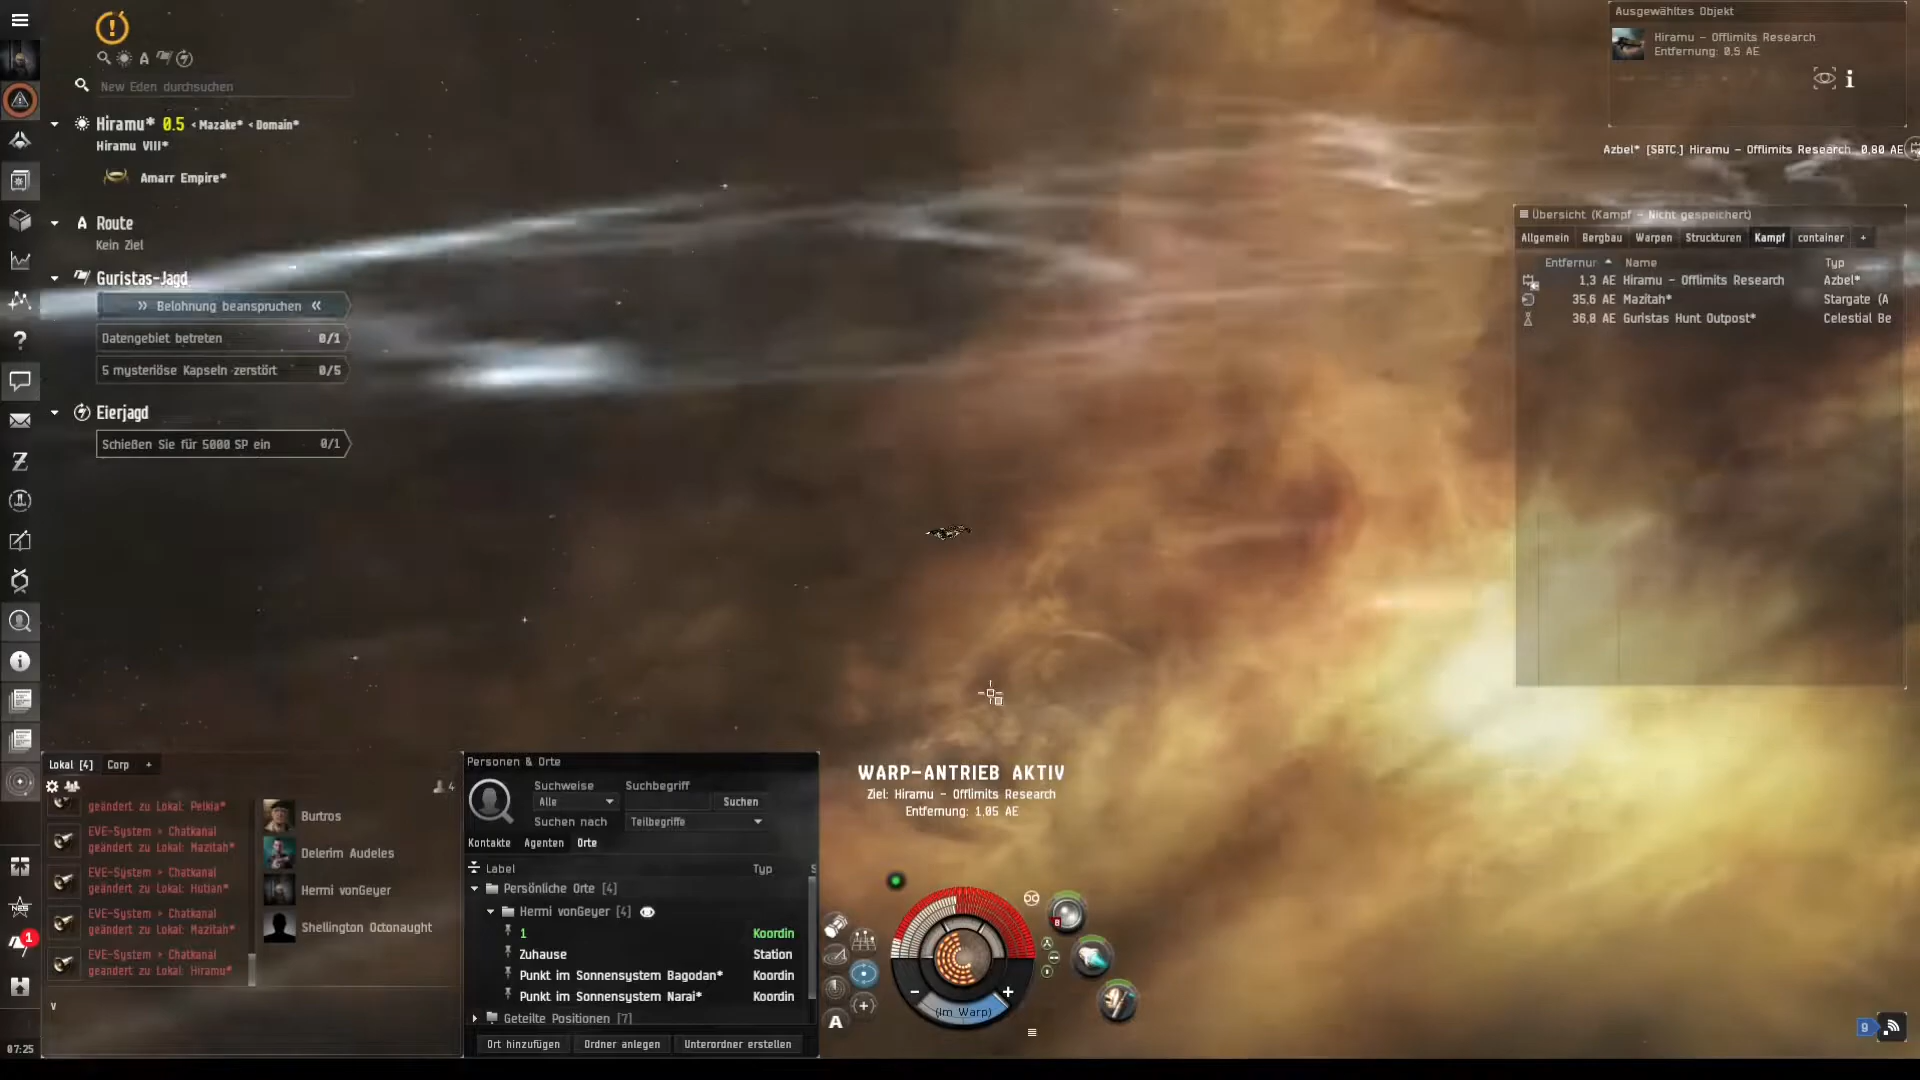 New Eden durchsuchen
Hiramu* 0.5 < Mazake* < Domain*
Hiramu VIII*
Amarr Empire*
A Route
Kein Ziel
Guristas-Jagd
» Belohnung beanspruchen «
Datengebiet betreten 0/1
5 mysteriöse Kapseln zerstört 0/5
Eierjagd
Schießen Sie für 5000 SP ein 0/1
Ausgewähltes Objekt
Hiramu - Offlimits Research
Entfernung: 0,9 AE
Azbel* [SBTC.] Hiramu - Offlimits Research 0,80 AE
Übersicht (Kampf - Nicht gespeichert)
Allgemein Bergbau Warpen Struckturen Kampf container +
Entfernur Name Typ
1,3 AE Hiramu - Offlimits Research Azbel*
35,6 AE Mazitah* Stargate (A
36,0 AE Guristas Hunt Outpost* Celestial Be
WARP-ANTRIEB AKTIV
Ziel: Hiramu - Offlimits Research
Entfernung: 1,05 AE
(Im Warp)
Lokal [4] Corp +
4
geändert zu Lokal: Pelkia*
EVE-System > Chatkanal
geändert zu Lokal: Mazitah*
EVE-System > Chatkanal
geändert zu Lokal: Hutian*
EVE-System > Chatkanal
geändert zu Lokal: Mazitah*
EVE-System > Chatkanal
geändert zu Lokal: Hiramu*
Burtros
Delerim Audeles
Hermi vonGeyer
Shellington Octonaught
v
Personen & Orte
Suchweise Suchbegriff
Alle Suchen
Suchen nach Teilbegriffe
Kontakte Agenten Orte
Label Typ S
Persönliche Orte [4]
Hermi vonGeyer [4]
1 Koordin
Zuhause Station
Punkt im Sonnensystem Bagodan* Koordin
Punkt im Sonnensystem Narai* Koordin
Geteilte Positionen [7]
Ort hinzufügen Ordner anlegen Unterordner erstellen
A
1
07:25
9